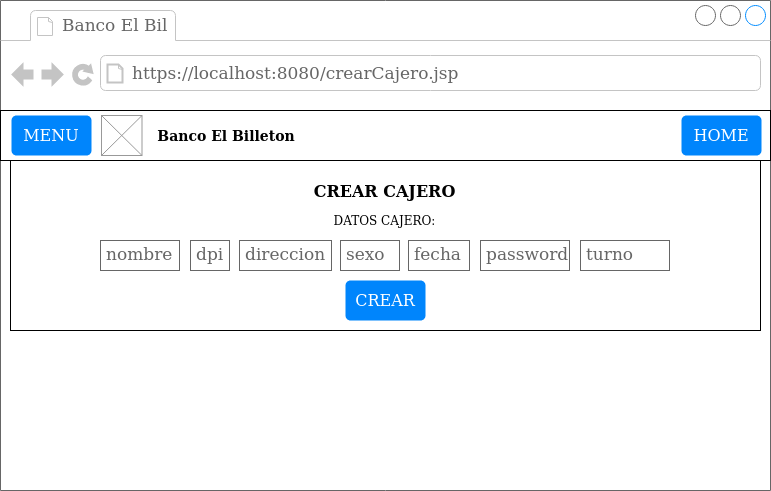 Banco El Bil
https://localhost:8080/crearCajero.jsp
MENU Banco El Billeton HOME
CREAR CAJERO
DATOS CAJERO:
nombre dpi direccion sexo fecha password turno
CREAR